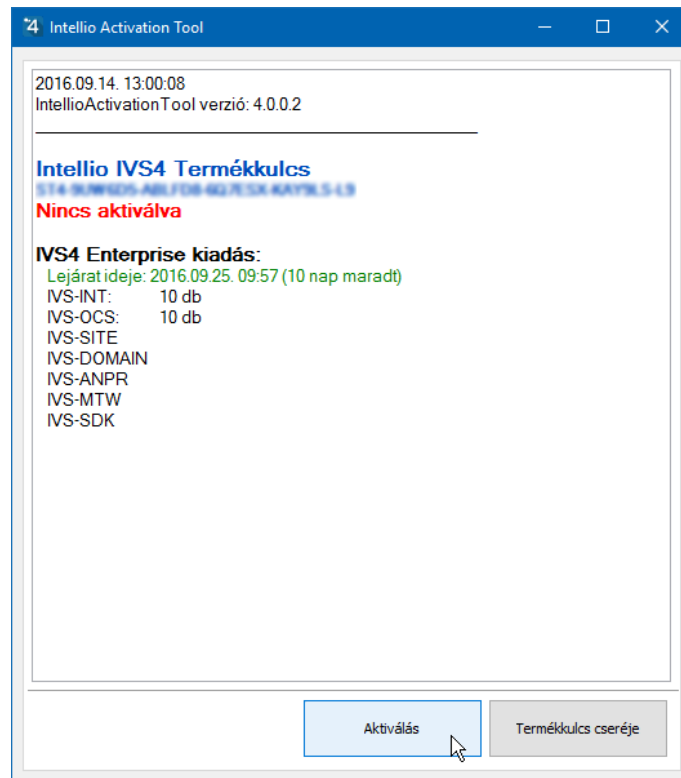 Intellio Activation Tool
2016.09.14. 13:00:08
IntellioActivationTool verzió: 4.0.0.2
Intellio IVS4 Termékkulcs
Nincs aktiválva
IVS4 Enterprise kiadás:
Lejárat ideje: 2016.09.25. 09:57 (10 nap maradt)
IVS-INT: 10 db
IVS-OCS: 10 db
IVS-SITE
IVS-DOMAIN
IVS-ANPR
IVS-MTW
IVS-SDK
Aktiválás
Termékkulcs cseréje